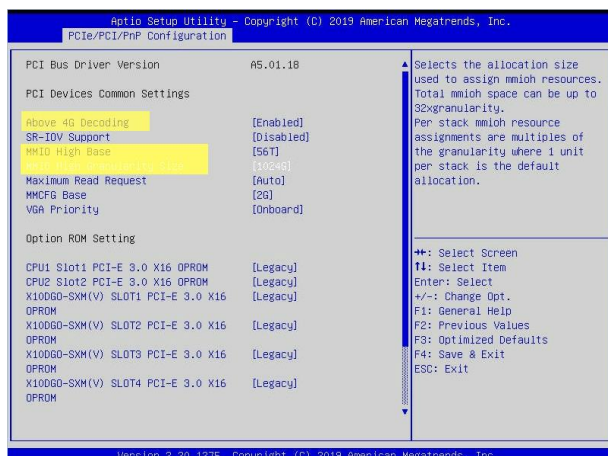 Aptio Setup Utility – Copyright (C) 2019 American Megatrends, Inc.
PCIe/PCI/PnP Configuration
PCI Bus Driver Version A5.01.18
PCI Devices Common Settings
Above 4G Decoding [Enabled]
SR-IOV Support [Disabled]
MMIO High Base [56T]
MMIO High Granularity Size [1024G]
Maximum Read Request [Auto]
MMCFG Base [2G]
VGA Priority [Onboard]
Option ROM Setting
CPU1 Slot1 PCI-E 3.0 X16 OPROM [Legacy]
CPU2 Slot2 PCI-E 3.0 X16 OPROM [Legacy]
X10DGO-SXM(V) SLOT1 PCI-E 3.0 X16 [Legacy]
OPROM
X10DGO-SXM(V) SLOT2 PCI-E 3.0 X16 [Legacy]
OPROM
X10DGO-SXM(V) SLOT3 PCI-E 3.0 X16 [Legacy]
OPROM
X10DGO-SXM(V) SLOT4 PCI-E 3.0 X16 [Legacy]
OPROM
Selects the allocation size
used to assign mmioh resources.
Total mmioh space can be up to
32xgranularity.
Per stack mmioh resource
assignments are multiples of
the granularity where 1 unit
per stack is the default
allocation.
→←: Select Screen
↑↓: Select Item
Enter: Select
+/-: Change Opt.
F1: General Help
F2: Previous Values
F3: Optimized Defaults
F4: Save & Exit
ESC: Exit
Version 2.20.1275. Copyright (C) 2019 American Megatrends, Inc.